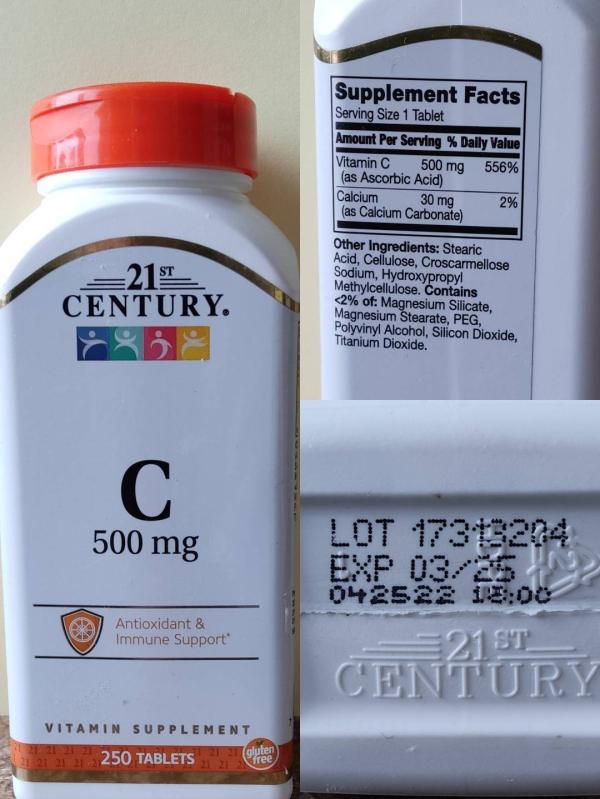 21ST
CENTURY®
C
500 mg
Antioxidant &
Immune Support*
VITAMIN SUPPLEMENT
250 TABLETS
gluten
free
Supplement Facts
Serving Size 1 Tablet
Amount Per Serving % Daily Value
Vitamin C 500 mg 556%
(as Ascorbic Acid)
Calcium 30 mg 2%
(as Calcium Carbonate)
Other Ingredients: Stearic
Acid, Cellulose, Croscarmellose
Sodium, Hydroxypropyl
Methylcellulose. Contains
<2% of: Magnesium Silicate,
Magnesium Stearate, PEG,
Polyvinyl Alcohol, Silicon Dioxide,
Titanium Dioxide.
LOT
EXP 03/25
042522 18:00
21ST
CENTURY